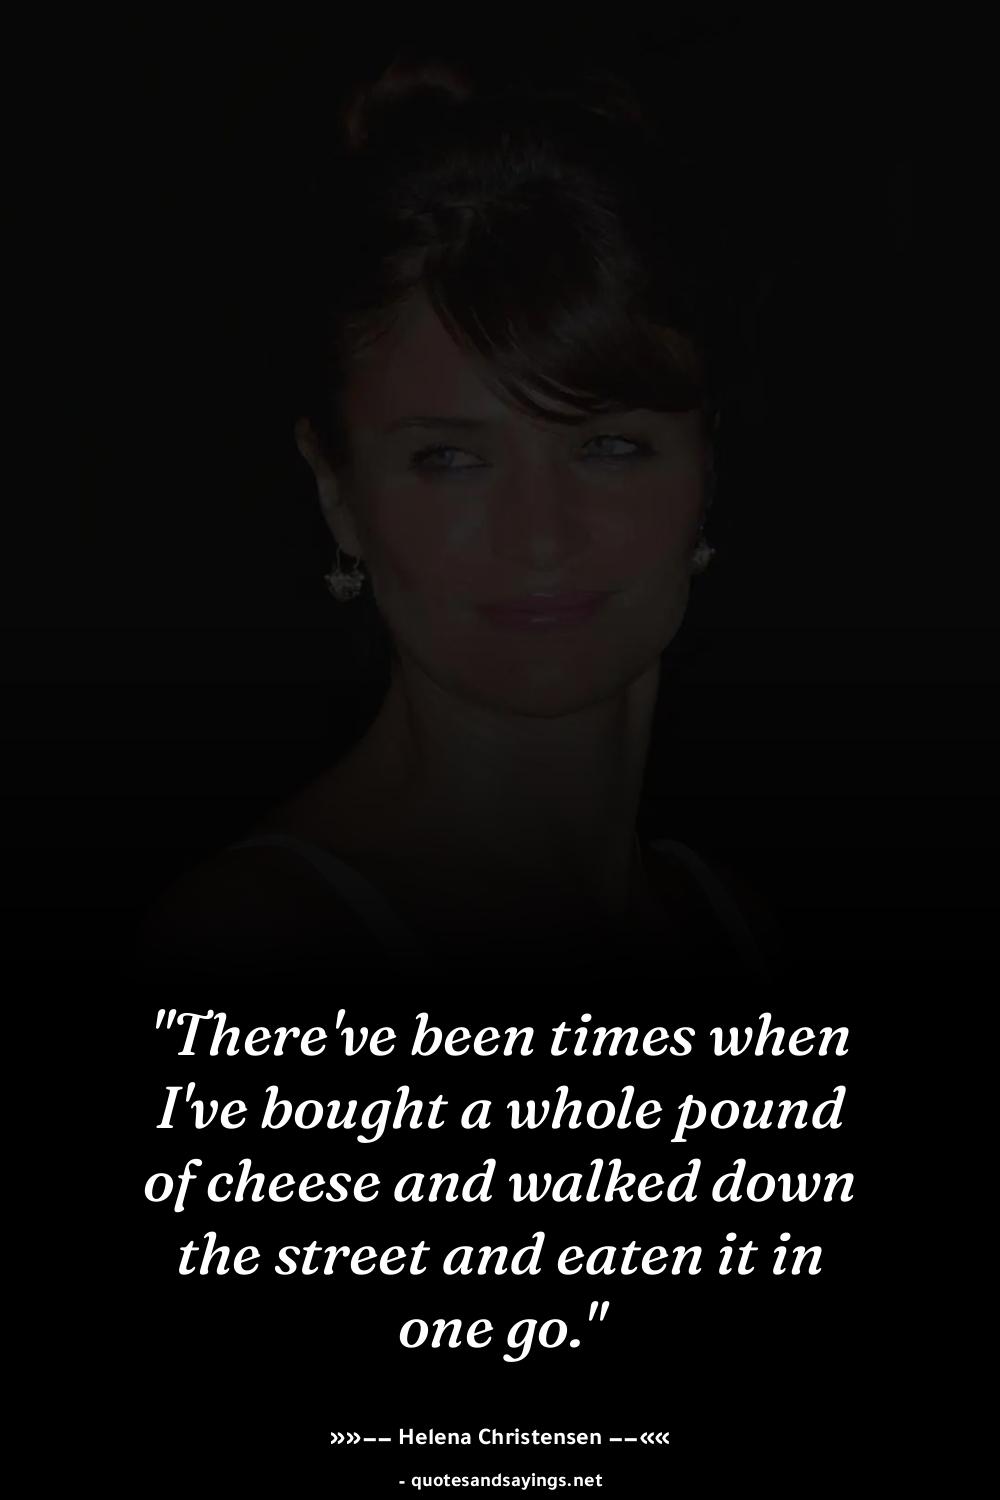 "There've been times when
I've bought a whole pound
of cheese and walked down
the street and eaten it in
one go."
»»−− Helena Christensen −−««
- quotesandsayings.net